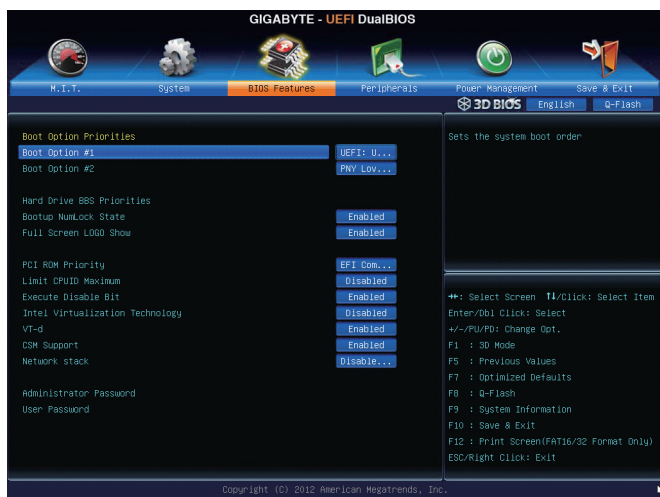 GIGABYTE - UEFI DualBIOS
M.I.T.
System
BIOS Features
Peripherals
Power Management
Save & Exit
3D BIOS
English
Q-Flash
Boot Option Priorities
Boot Option #1 UEFI: U...
Boot Option #2 PNY Lov...
Hard Drive BBS Priorities
Bootup NumLock State Enabled
Full Screen LOGO Show Enabled
PCI ROM Priority EFI Com...
Limit CPUID Maximum Disabled
Execute Disable Bit Enabled
Intel Virtualization Technology Disabled
VT-d Enabled
CSM Support Enabled
Network stack Disable...
Administrator Password
User Password
Sets the system boot order
→←: Select Screen ↑↓/Click: Select Item
Enter/Dbl Click: Select
+/-/PU/PD: Change Opt.
F1 : 3D Mode
F5 : Previous Values
F7 : Optimized Defaults
F8 : Q-Flash
F9 : System Information
F10 : Save & Exit
F12 : Print Screen(FAT16/32 Format Only)
ESC/Right Click: Exit
Copyright (C) 2012 American Megatrends, Inc.